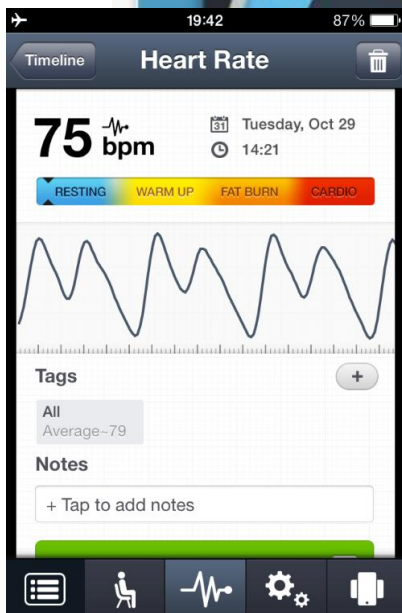 19:42
87%
Timeline
Heart Rate
75 bpm
31
Tuesday, Oct 29
14:21
RESTING WARM UP FAT BURN CARDIO
Tags
+
All
Average~79
Notes
+ Tap to add notes